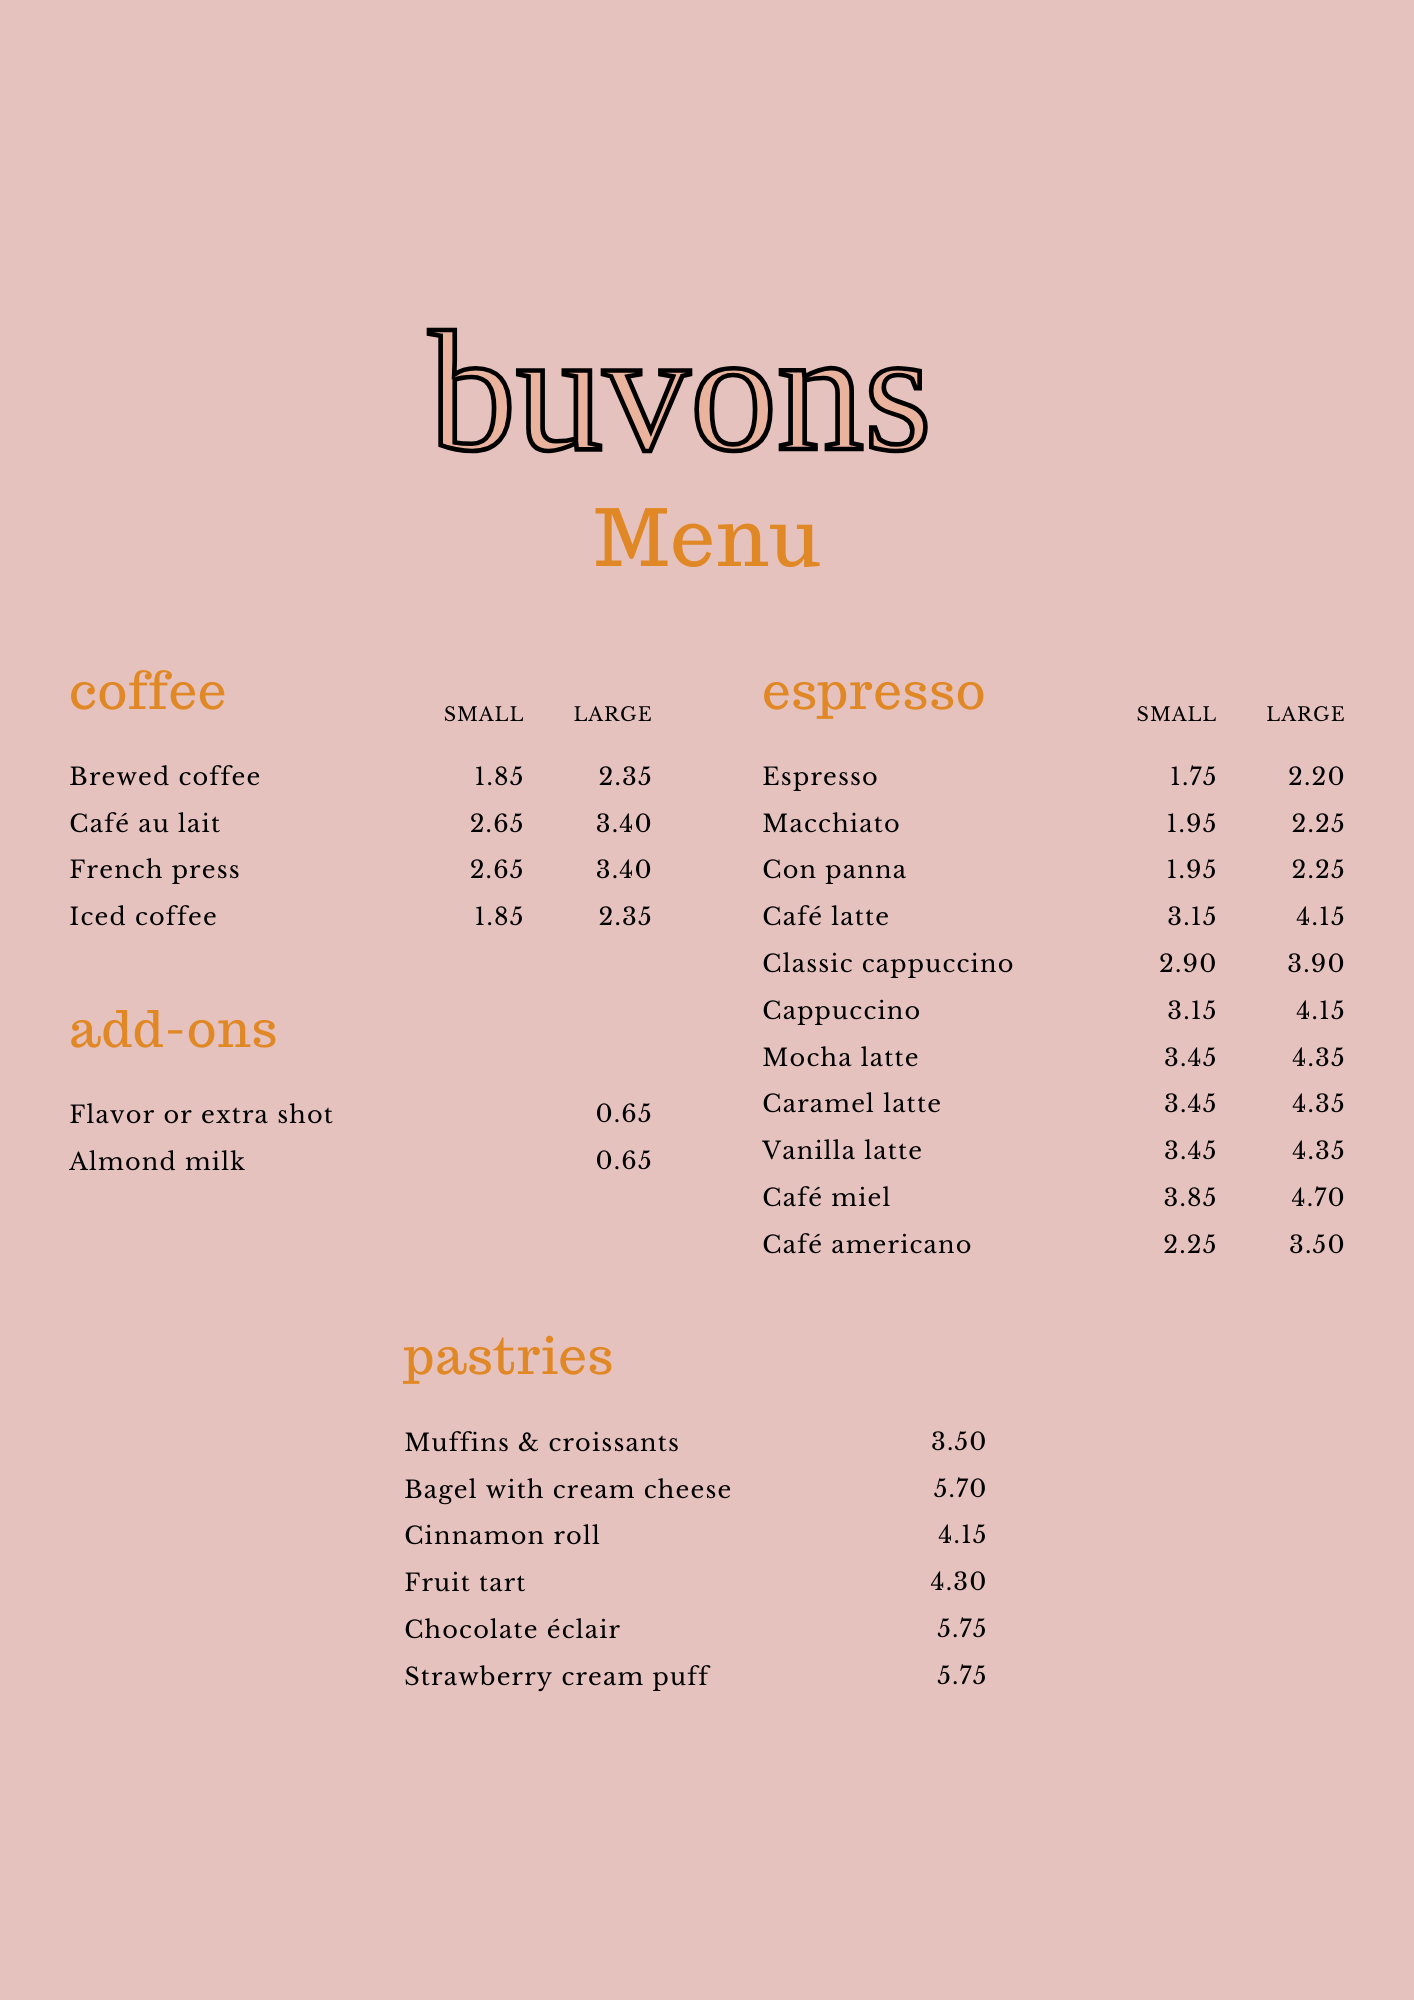 buvons
Menu
coffee SMALL LARGE
Brewed coffee 1.85 2.35
Café au lait 2.65 3.40
French press 2.65 3.40
Iced coffee 1.85 2.35
add-ons
Flavor or extra shot 0.65
Almond milk 0.65
espresso SMALL LARGE
Espresso 1.75 2.20
Macchiato 1.95 2.25
Con panna 1.95 2.25
Café latte 3.15 4.15
Classic cappuccino 2.90 3.90
Cappuccino 3.15 4.15
Mocha latte 3.45 4.35
Caramel latte 3.45 4.35
Vanilla latte 3.45 4.35
Café miel 3.85 4.70
Café americano 2.25 3.50
pastries
Muffins & croissants 3.50
Bagel with cream cheese 5.70
Cinnamon roll 4.15
Fruit tart 4.30
Chocolate éclair 5.75
Strawberry cream puff 5.75